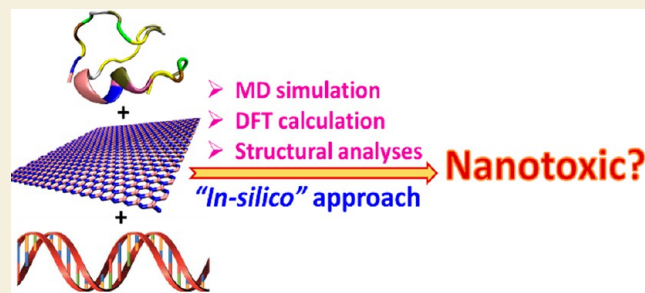 +
➢ MD simulation
➢ DFT calculation
➢ Structural analyses
Nanotoxic?
"In-silico" approach
+